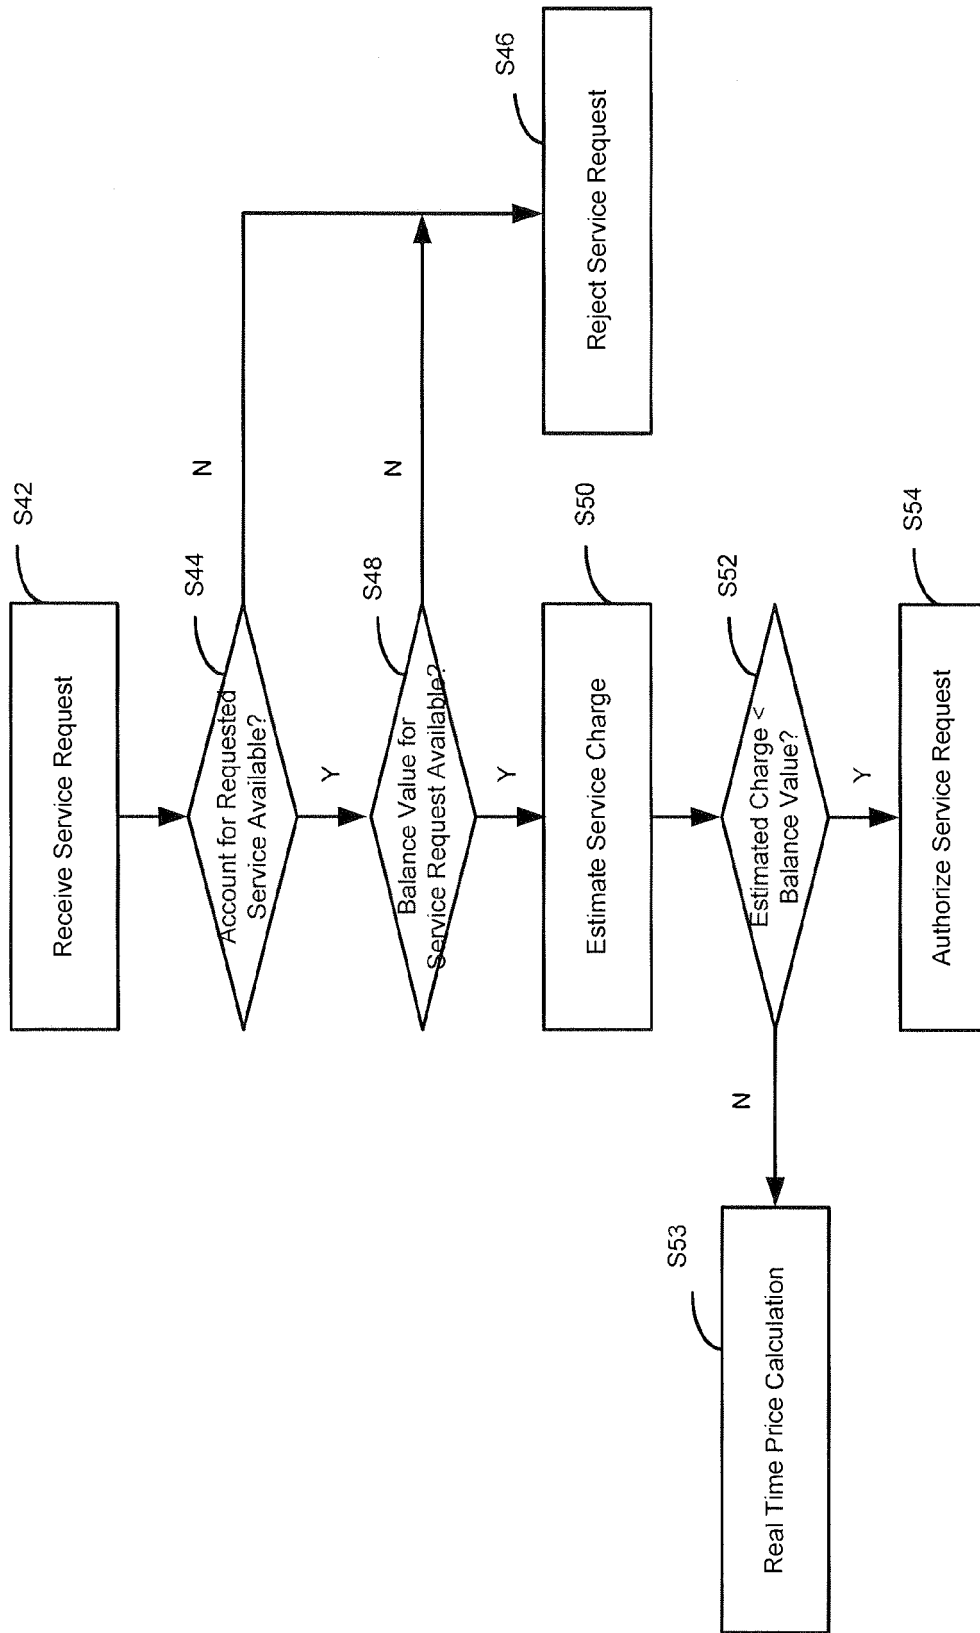 S42
Receive Service Request
S44
Account for Requested
Service Available?
N
Y
S46
Reject Service Request
S48
Balance Value for
Service Request Available?
N
Y
S50
Estimate Service Charge
S52
Estimated Charge <
Balance Value?
N
Y
S53
Real Time Price Calculation
S54
Authorize Service Request